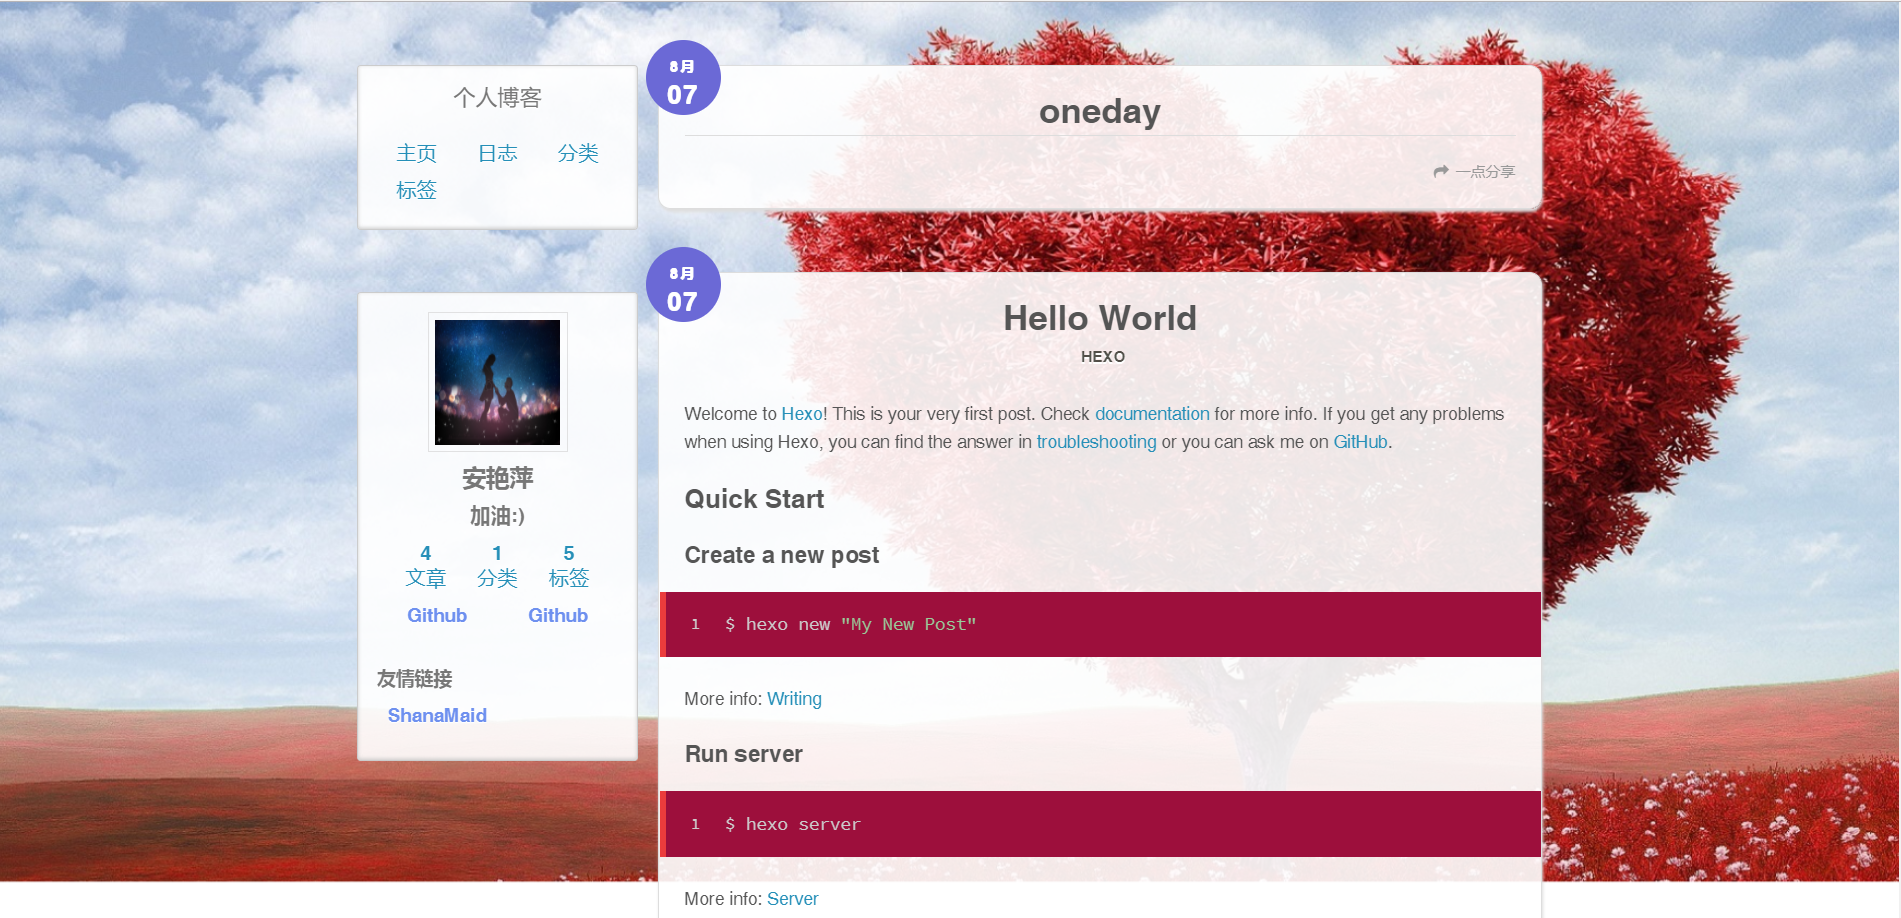 个人博客
主页 日志 分类
标签
安艳萍
加油:)
4 1 5
文章 分类 标签
Github Github
友情链接
ShanaMaid
8月
07
oneday
一点分享
8月
07
Hello World
HEXO
Welcome to Hexo! This is your very first post. Check documentation for more info. If you get any problems
when using Hexo, you can find the answer in troubleshooting or you can ask me on GitHub.
Quick Start
Create a new post
1 $ hexo new "My New Post"
More info: Writing
Run server
1 $ hexo server
More info: Server